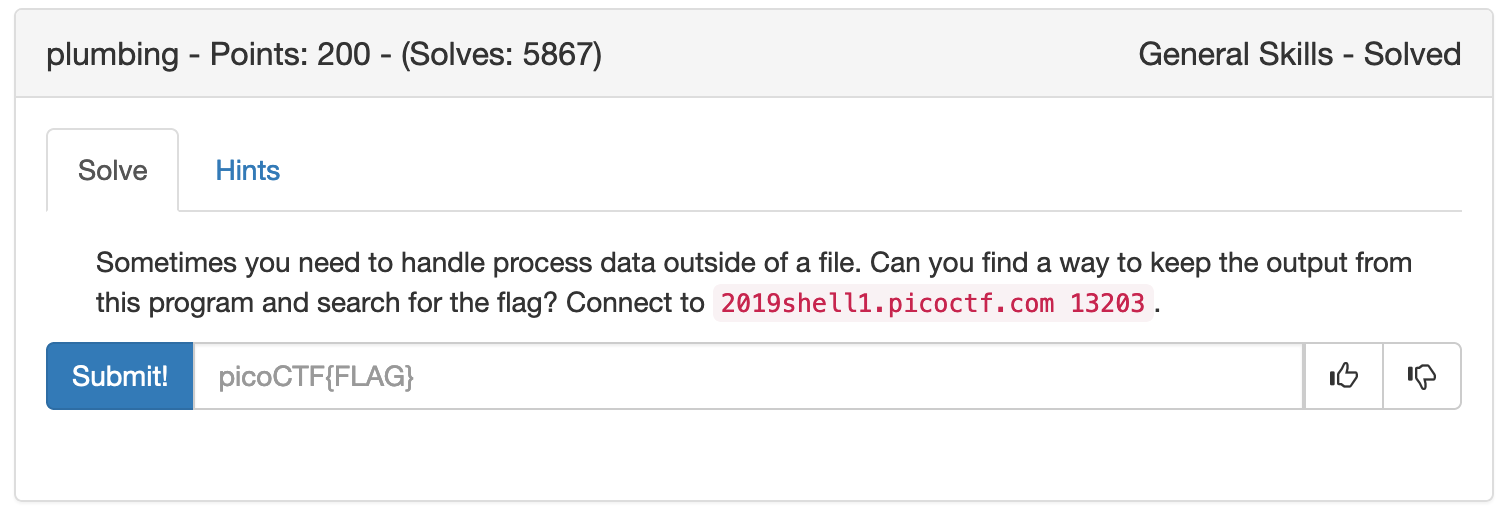 plumbing - Points: 200 - (Solves: 5867)
General Skills - Solved
Solve
Hints
Sometimes you need to handle process data outside of a file. Can you find a way to keep the output from
this program and search for the flag? Connect to 2019shell1.picoctf.com 13203.
Submit!
picoCTF{FLAG}